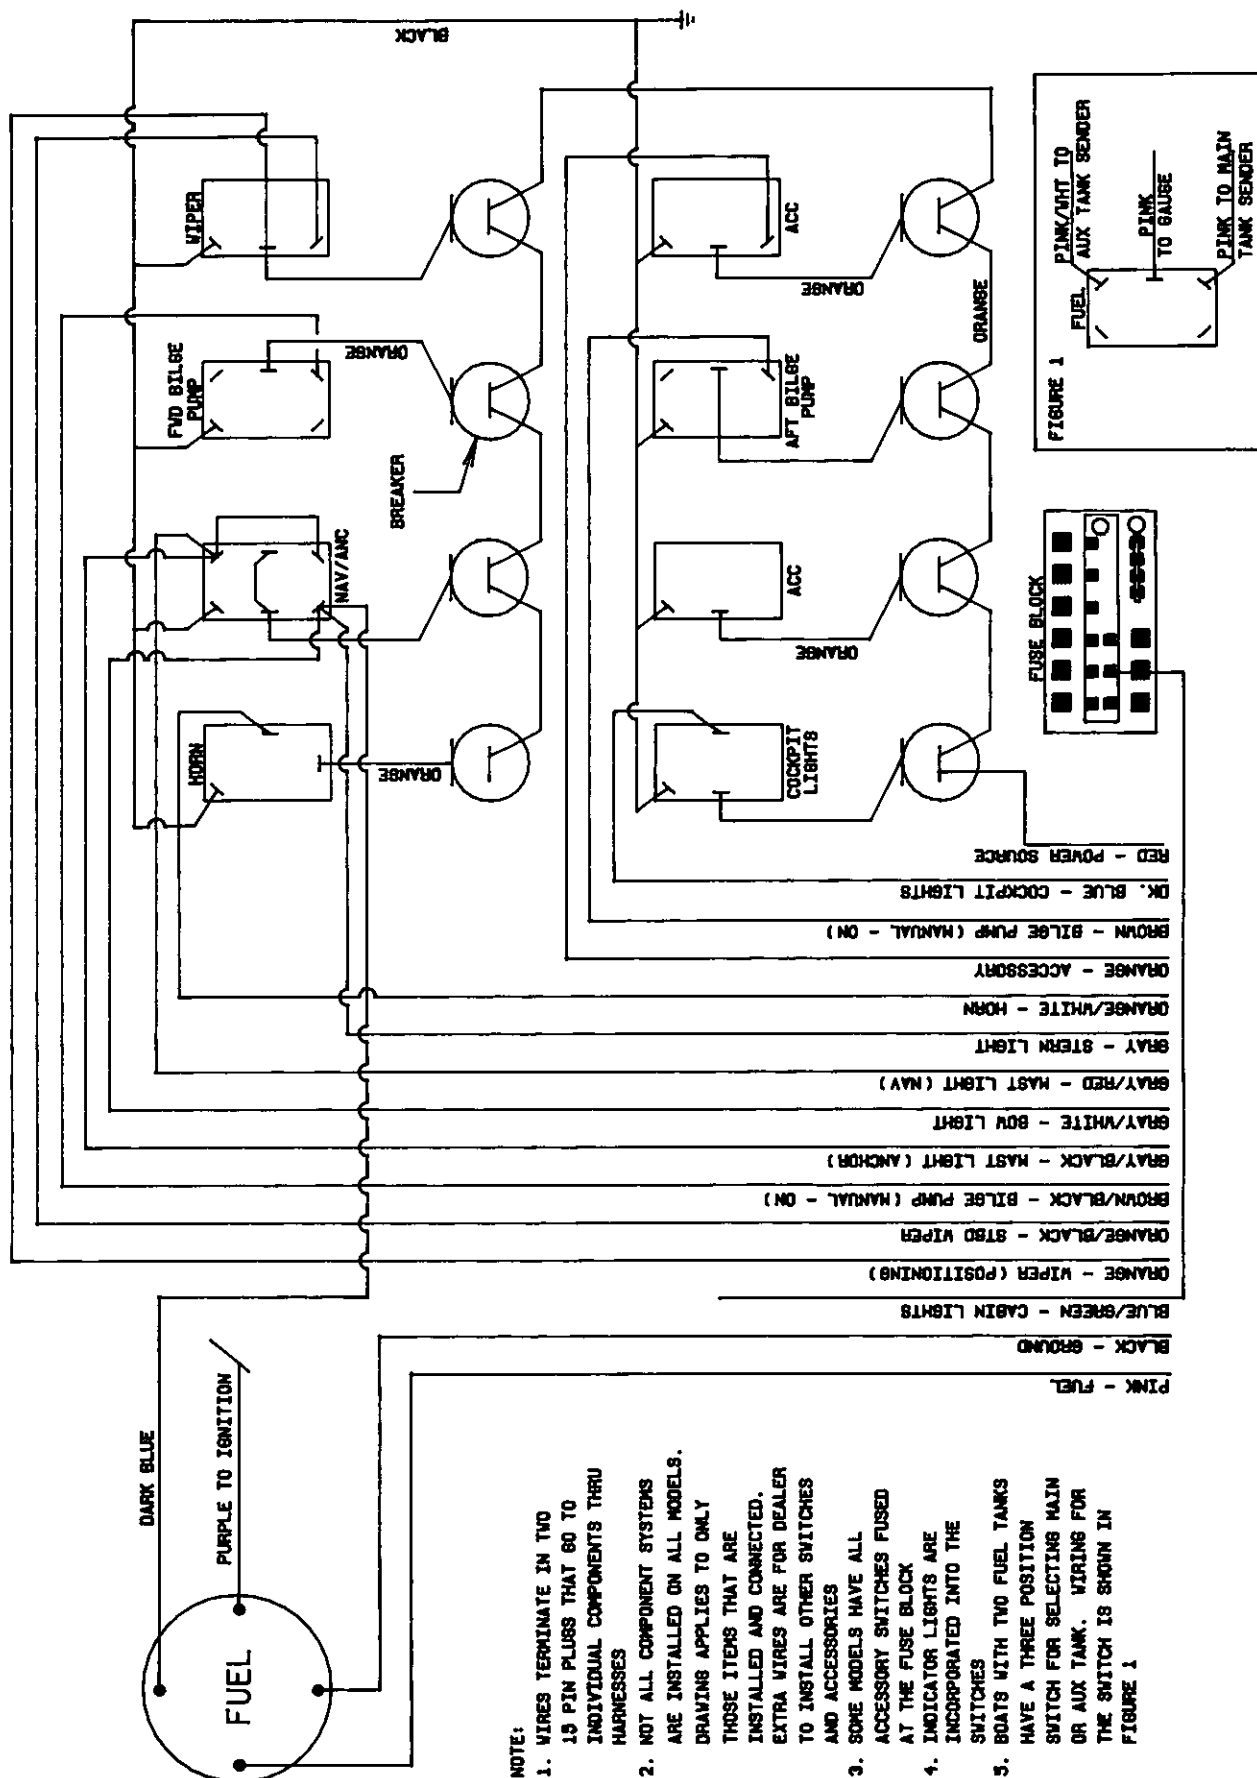 BLACK
WIPER
FWD BILGE
PUMP
NAV/ANC
HORN
ORANGE
ORANGE
BREAKER
ACC
AFT BILGE
PUMP
ACC
COCKPIT
LIGHTS
ORANGE
ORANGE
ORANGE
FIGURE 1
FUEL
PINK/WHT TO
AUX TANK SENDER
PINK
TO GAUSE
PINK TO MAIN
TANK SENDER
FUSE BLOCK
RED - POWER SOURCE
DK. BLUE - COCKPIT LIGHTS
BROWN - BILGE PUMP (MANUAL - ON)
ORANGE - ACCESSORY
ORANGE/WHITE - HORN
GRAY - STERN LIGHT
GRAY/RED - MAST LIGHT (NAV)
GRAY/WHITE - BOW LIGHT
GRAY/BLACK - MAST LIGHT (ANCHOR)
BROWN/BLACK - BILGE PUMP (MANUAL - ON)
ORANGE/BLACK - STBD WIPER
ORANGE - WIPER (POSITIONING)
BLUE/GREEN - CABIN LIGHTS
BLACK - GROUND
PINK - FUEL
DARK BLUE
PURPLE TO IGNITION
FUEL
NOTE:
1. WIRES TERMINATE IN TWO
15 PIN PLUGS THAT GO TO
INDIVIDUAL COMPONENTS THRU
HARNESSES
2. NOT ALL COMPONENT SYSTEMS
ARE INSTALLED ON ALL MODELS.
DRAWING APPLIES TO ONLY
THOSE ITEMS THAT ARE
INSTALLED AND CONNECTED.
EXTRA WIRES ARE FOR DEALER
TO INSTALL OTHER SWITCHES
AND ACCESSORIES
3. SOME MODELS HAVE ALL
ACCESSORY SWITCHES FUSED
AT THE FUSE BLOCK
4. INDICATOR LIGHTS ARE
INCORPORATED INTO THE
SWITCHES
5. BOATS WITH TWO FUEL TANKS
HAVE A THREE POSITION
SWITCH FOR SELECTING MAIN
OR AUX TANK. WIRING FOR
THE SWITCH IS SHOWN IN
FIGURE 1